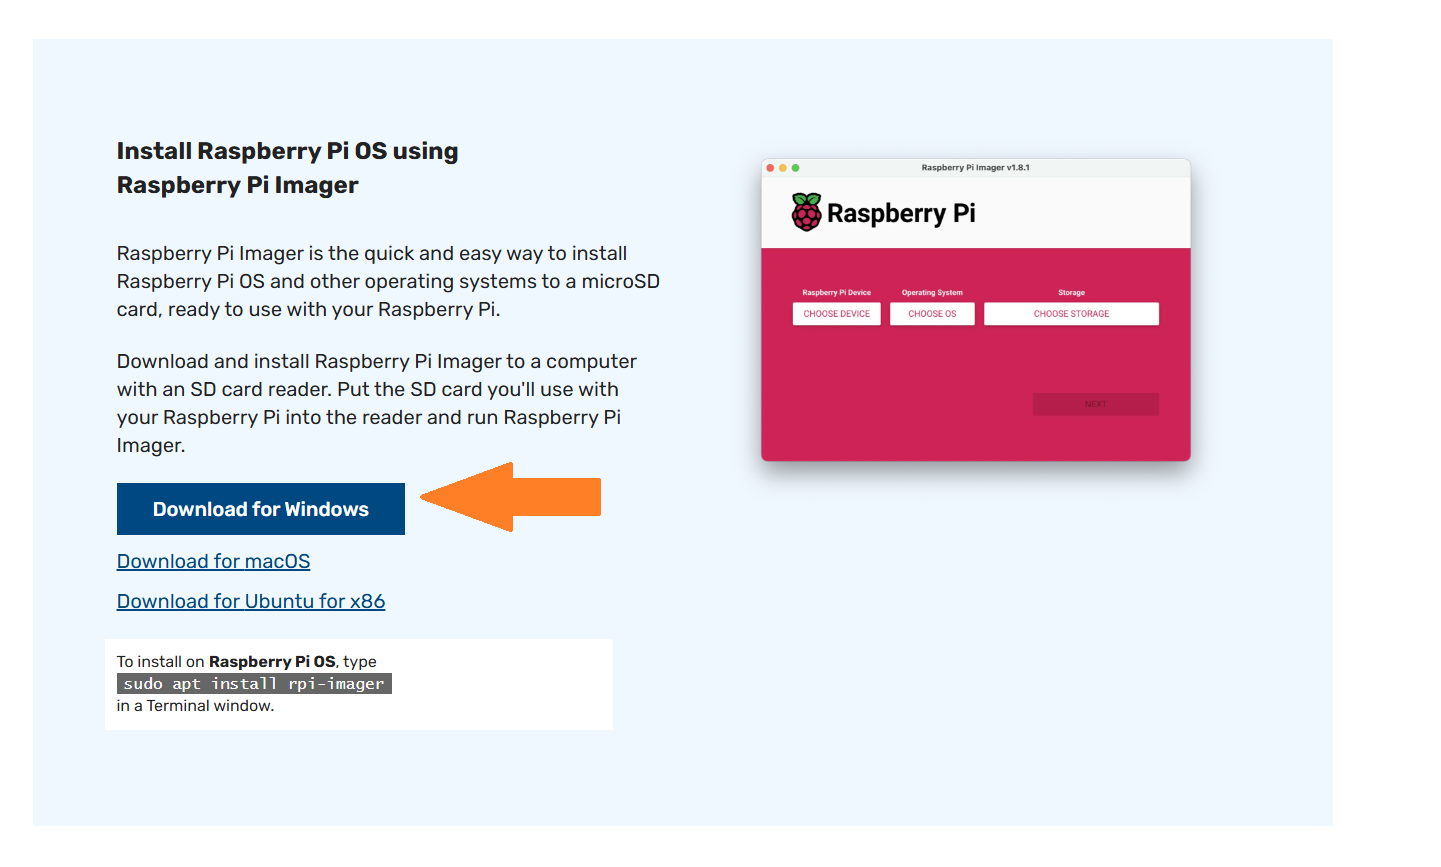 Install Raspberry Pi OS using
Raspberry Pi Imager
Raspberry Pi Imager is the quick and easy way to install
Raspberry Pi OS and other operating systems to a microSD
card, ready to use with your Raspberry Pi.
Download and install Raspberry Pi Imager to a computer
with an SD card reader. Put the SD card you'll use with
your Raspberry Pi into the reader and run Raspberry Pi
Imager.
Download for Windows
Download for macOS
Download for Ubuntu for x86
To install on Raspberry Pi OS, type
sudo apt install rpi-imager
in a Terminal window.
Raspberry Pi Imager v1.8.1
Raspberry Pi
Raspberry Pi Device Operating System Storage
CHOOSE DEVICE CHOOSE OS CHOOSE STORAGE
NEXT